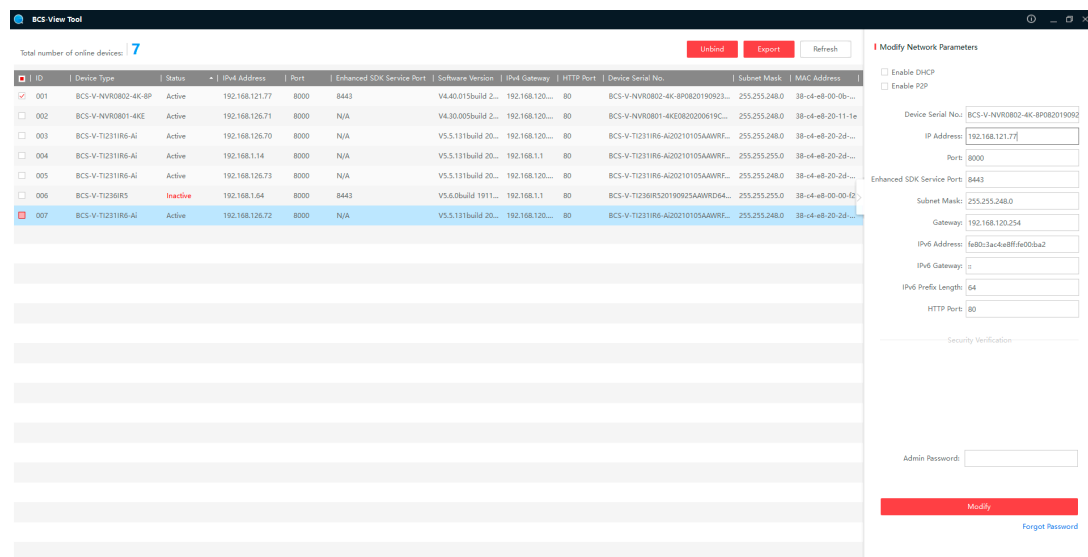 BCS-View Tool
Total number of online devices: 7
Unbind Export Refresh
ID | Device Type | Status | IPv4 Address | Port | Enhanced SDK Service Port | Software Version | IPv4 Gateway | HTTP Port | Device Serial No. | Subnet Mask | MAC Address
001 BCS-V-NVR0802-4K-8P Active 192.168.121.77 8000 8443 V4.40.015build 2... 192.168.120.... 80 BCS-V-NVR0802-4K-8P0820190923... 255.255.248.0 38-c4-e8-00-0b-...
002 BCS-V-NVR0801-4KE Active 192.168.126.71 8000 N/A V4.30.005build 2... 192.168.120.... 80 BCS-V-NVR0801-4KE0820200619C... 255.255.248.0 38-c4-e8-20-11-1e
003 BCS-V-TI231IR6-Ai Active 192.168.126.70 8000 N/A V5.5.131build 20... 192.168.120.... 80 BCS-V-TI231IR6-Ai20210105AAWRF... 255.255.248.0 38-c4-e8-20-2d-...
004 BCS-V-TI231IR6-Ai Active 192.168.1.14 8000 N/A V5.5.131build 20... 192.168.1.1 80 BCS-V-TI231IR6-Ai20210105AAWRF... 255.255.255.0 38-c4-e8-20-2d-...
005 BCS-V-TI231IR6-Ai Active 192.168.126.73 8000 N/A V5.5.131build 20... 192.168.120.... 80 BCS-V-TI231IR6-Ai20210105AAWRF... 255.255.248.0 38-c4-e8-20-2d-...
006 BCS-V-TI236IR5 Inactive 192.168.1.64 8000 8443 V5.6.0build 1911... 192.168.1.1 80 BCS-V-TI236IR520190925AAWRD64... 255.255.255.0 38-c4-e8-00-00-f2
007 BCS-V-TI231IR6-Ai Active 192.168.126.72 8000 N/A V5.5.131build 20... 192.168.120.... 80 BCS-V-TI231IR6-Ai20210105AAWRF... 255.255.248.0 38-c4-e8-20-2d-...
Modify Network Parameters
Enable DHCP
Enable P2P
Device Serial No.: BCS-V-NVR0802-4K-8P082019092
IP Address: 192.168.121.77
Port: 8000
Enhanced SDK Service Port: 8443
Subnet Mask: 255.255.248.0
Gateway: 192.168.120.254
IPv6 Address: fe80::3ac4:e8ff:fe00:ba2
IPv6 Gateway: ::
IPv6 Prefix Length: 64
HTTP Port: 80
Security Verification
Admin Password:
Modify
Forgot Password